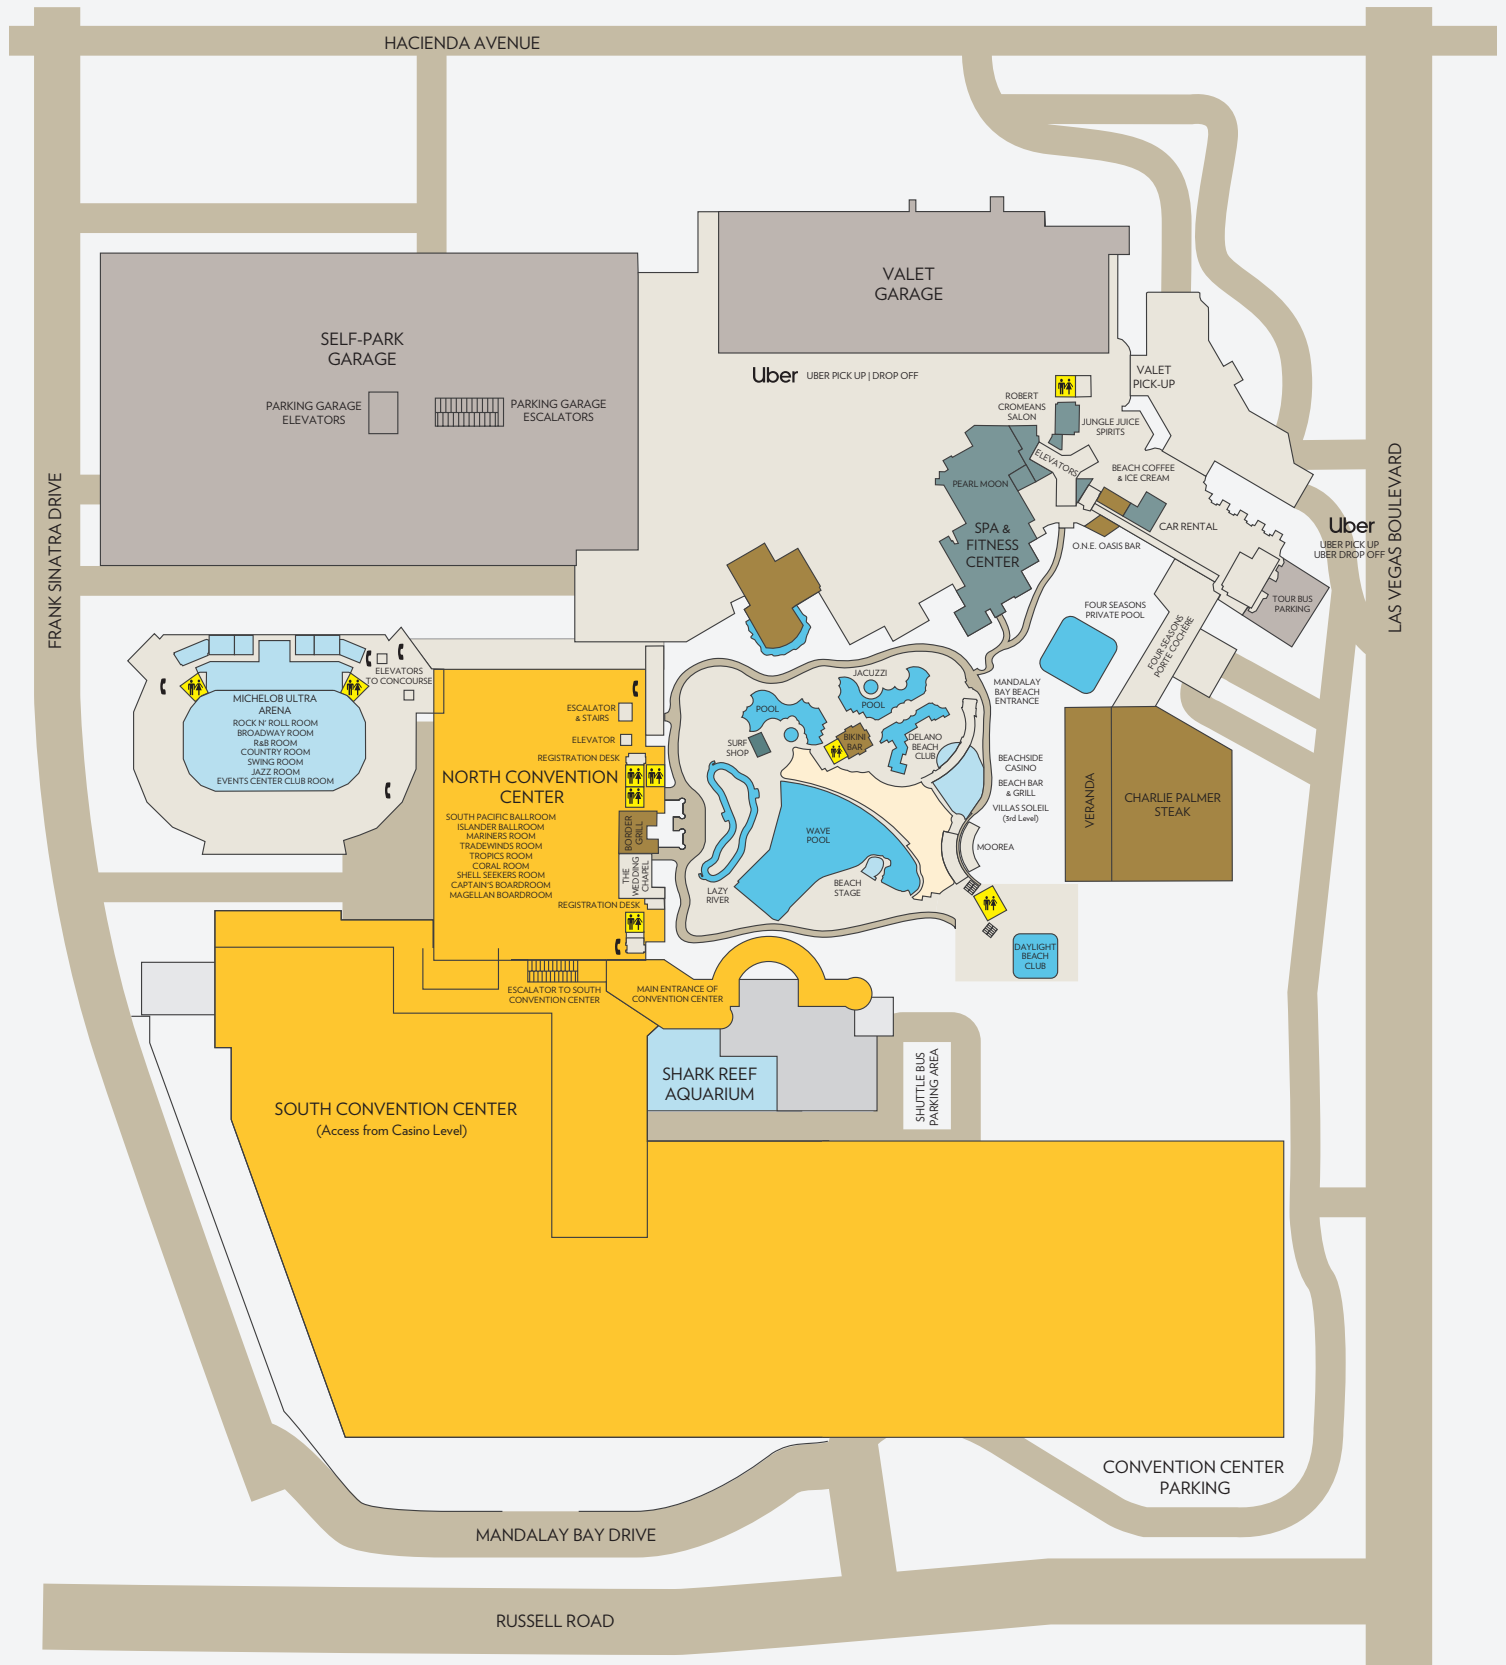 HACIENDA AVENUE
VALET
GARAGE
SELF-PARK
GARAGE
PARKING GARAGE
ELEVATORS
PARKING GARAGE
ESCALATORS
Uber
UBER PICK UP | DROP OFF
VALET
PICK-UP
ROBERT
CROMEANS
SALON
JUNGLE JUICE
SPIRITS
ELEVATORS
BEACH COFFEE
& ICE CREAM
PEARL MOON
SPA &
FITNESS
CENTER
CAR RENTAL
O.N.E. OASIS BAR
Uber
UBER PICK UP
UBER DROP OFF
LAS VEGAS BOULEVARD
FRANK SINATRA DRIVE
TOUR BUS
PARKING
FOUR SEASONS
PRIVATE POOL
FOUR SEASONS
PORTE COCHERE
ELEVATORS
TO CONCOURSE
MICHELOB ULTRA
ARENA
ROCK N' ROLL ROOM
BROADWAY ROOM
R&B ROOM
COUNTRY ROOM
SWING ROOM
JAZZ ROOM
EVENTS CENTER CLUB ROOM
ESCALATOR
& STAIRS
ELEVATOR
REGISTRATION DESK
NORTH CONVENTION
CENTER
SOUTH PACIFIC BALLROOM
ISLANDER BALLROOM
MARINERS ROOM
TRADEWINDS ROOM
TROPICS ROOM
CORAL ROOM
SHELL SEEKERS ROOM
CAPTAIN'S BOARDROOM
MAGELLAN BOARDROOM
BORDER
GRILL
THE
WEDDING
CHAPEL
REGISTRATION DESK
JACUZZI
POOL
POOL
SURF
SHOP
BIKINI
BAR
DELANO
BEACH
CLUB
MANDALAY
BAY BEACH
ENTRANCE
BEACHSIDE
CASINO
BEACH BAR
& GRILL
VILLAS SOLEIL
(3rd Level)
MOOREA
WAVE
POOL
LAZY
RIVER
BEACH
STAGE
VERANDA
CHARLIE PALMER
STEAK
DAYLIGHT
BEACH
CLUB
ESCALATOR TO SOUTH
CONVENTION CENTER
MAIN ENTRANCE OF
CONVENTION CENTER
SHARK REEF
AQUARIUM
SHUTTLE BUS
PARKING AREA
SOUTH CONVENTION CENTER
(Access from Casino Level)
CONVENTION CENTER
PARKING
MANDALAY BAY DRIVE
RUSSELL ROAD